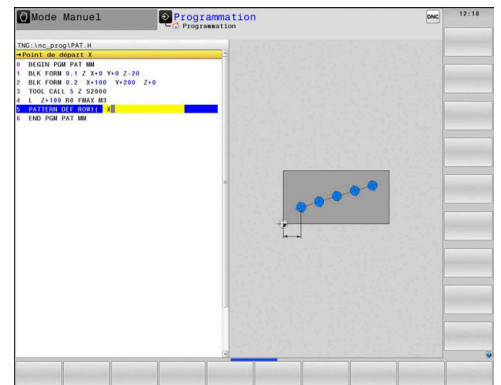 Mode Manuel
Programmation
Programmation
DNC
12:18
TNC:\nc_prog\PAT.H
→Point de départ X
0 BEGIN PGM PAT MM
1 BLK FORM 0.1 Z X+0 Y+0 Z-20
2 BLK FORM 0.2 X+100 Y+200 Z+0
3 TOOL CALL 5 Z S2000
4 L Z+100 R0 FMAX M3
5 PATTERN DEF ROW1( X
6 END PGM PAT MM